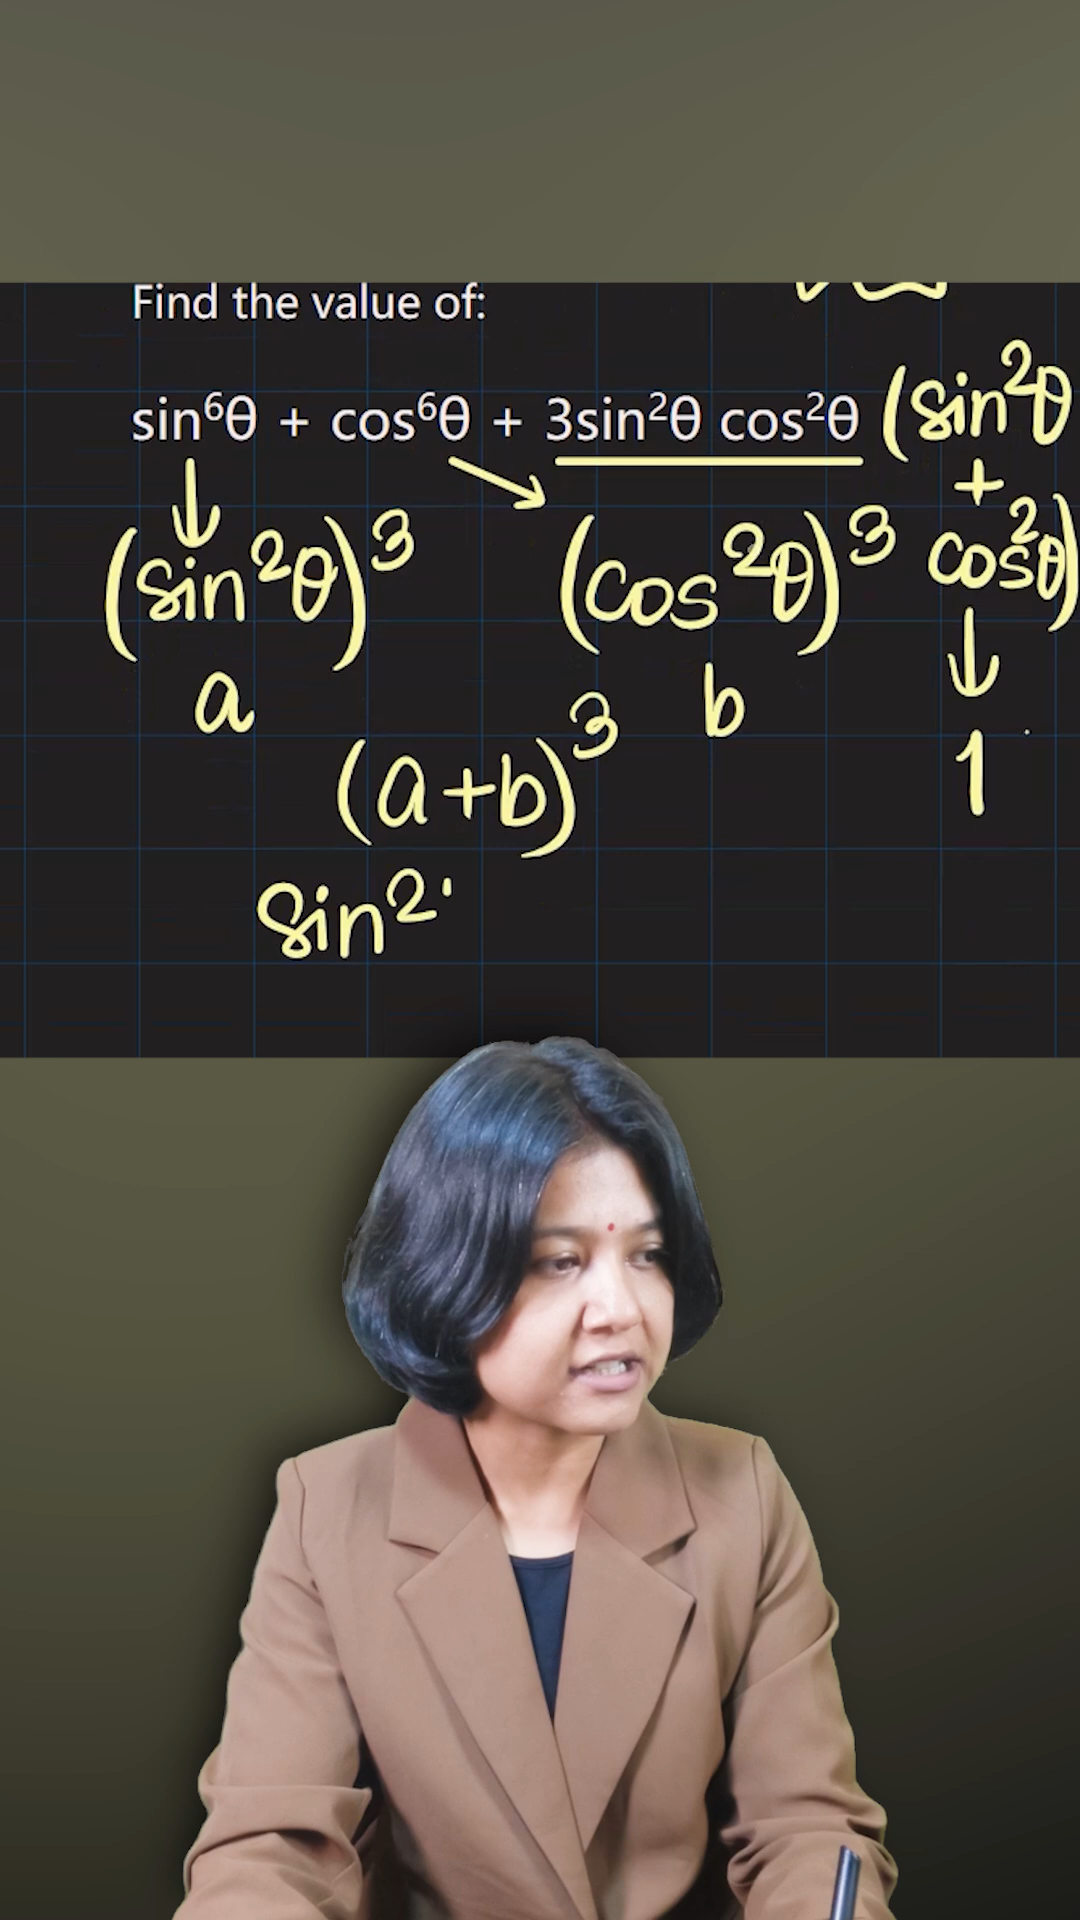 Find the value of:
sin⁶θ + cos⁶θ + 3sin²θ cos²θ (sin²θ
+
cos²θ)
(sin²θ)³ (cos²θ)³
↓
a b
1
(a+b)³
sin²